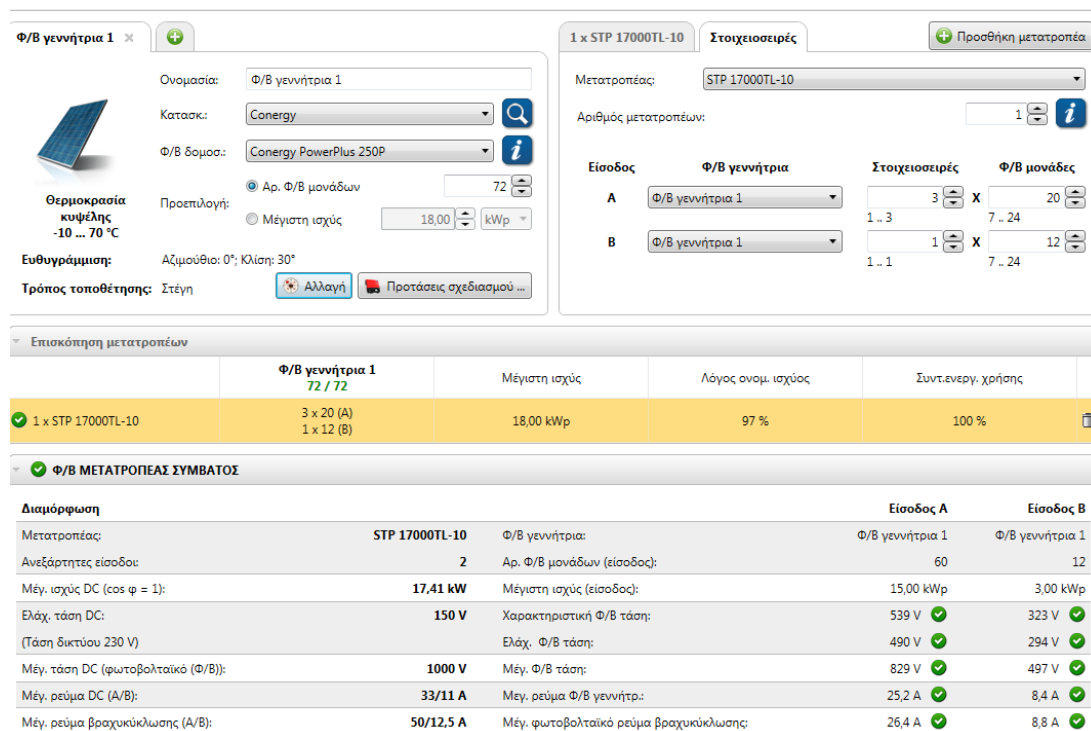 Φ/Β γεννήτρια 1
Ονομασία: Φ/Β γεννήτρια 1
Κατασκ.: Conergy
Φ/Β δομοσ.: Conergy PowerPlus 250P
Προεπιλογή:
Αρ. Φ/Β μονάδων 72
Μέγιστη ισχύς 18,00 kWp
Θερμοκρασία
κυψέλης
-10 ... 70 °C
Ευθυγράμμιση: Αζιμούθιο: 0°; Κλίση: 30°
Τρόπος τοποθέτησης: Στέγη
Αλλαγή Προτάσεις σχεδιασμού ...
1 x STP 17000TL-10 Στοιχειοσειρές Προσθήκη μετατροπέα
Μετατροπέας: STP 17000TL-10
Αριθμός μετατροπέων: 1
Είσοδος Φ/Β γεννήτρια Στοιχειοσειρές Φ/Β μονάδες
A Φ/Β γεννήτρια 1 3 X 20
1 .. 3 7 .. 24
B Φ/Β γεννήτρια 1 1 X 12
1 .. 1 7 .. 24
Επισκόπηση μετατροπέων
Φ/Β γεννήτρια 1
72 / 72
Μέγιστη ισχύς Λόγος ονομ. ισχύος Συντ.ενεργ. χρήσης
1 x STP 17000TL-10 3 x 20 (A)
1 x 12 (B)
18,00 kWp 97 % 100 %
Φ/Β ΜΕΤΑΤΡΟΠΕΑΣ ΣΥΜΒΑΤΟΣ
Διαμόρφωση Είσοδος A Είσοδος B
Μετατροπέας: STP 17000TL-10 Φ/Β γεννήτρια: Φ/Β γεννήτρια 1 Φ/Β γεννήτρια 1
Ανεξάρτητες είσοδοι: 2 Αρ. Φ/Β μονάδων (είσοδος): 60 12
Μέγ. ισχύς DC (cos φ = 1): 17,41 kW Μέγιστη ισχύς (είσοδος): 15,00 kWp 3,00 kWp
Ελάχ. τάση DC: 150 V Χαρακτηριστική Φ/Β τάση: 539 V 323 V
(Τάση δικτύου 230 V) Ελάχ. Φ/Β τάση: 490 V 294 V
Μέγ. τάση DC (φωτοβολταϊκό (Φ/Β)): 1000 V Μέγ. Φ/Β τάση: 829 V 497 V
Μέγ. ρεύμα DC (A/B): 33/11 A Μεγ. ρεύμα Φ/Β γεννήτρ.: 25,2 A 8,4 A
Μέγ. ρεύμα βραχυκύκλωσης (A/B): 50/12,5 A Μέγ. φωτοβολταϊκό ρεύμα βραχυκύκλωσης: 26,4 A 8,8 A